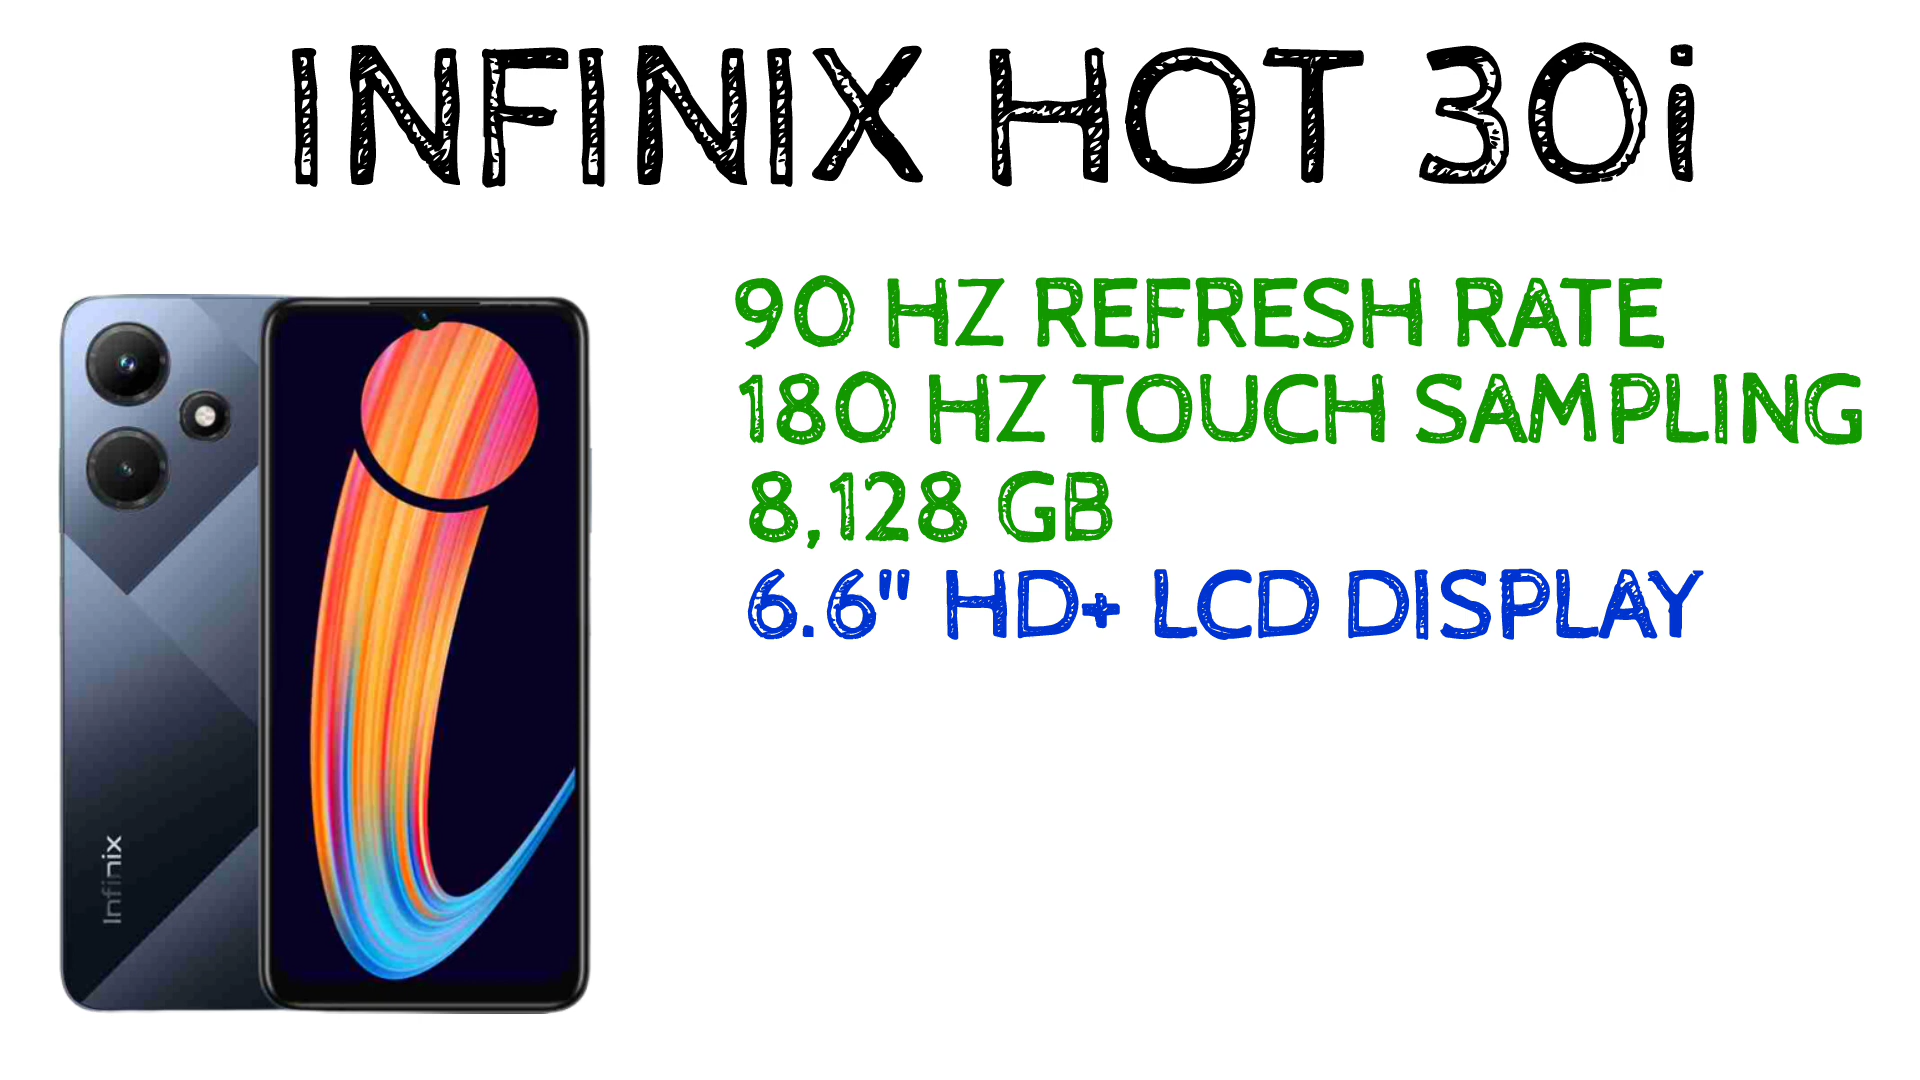 INFINIX HOT 30i
90 HZ REFRESH RATE
180 HZ TOUCH SAMPLING
8,128 GB
6.6" HD+ LCD DISPLAY
Infinix